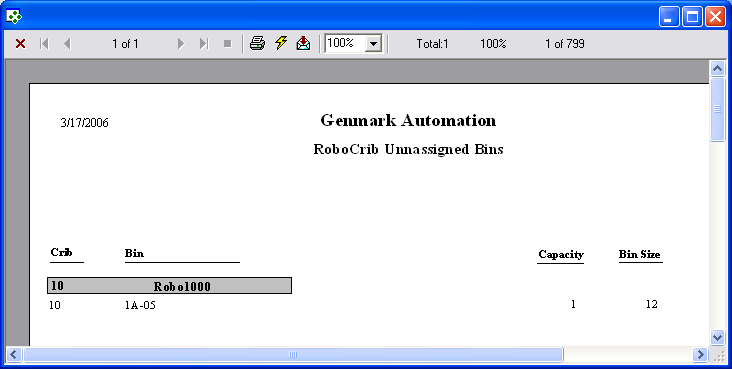 1 of 1 100% Total:1 100% 1 of 799
3/17/2006
Genmark Automation
RoboCrib Unnassigned Bins
Crib Bin Capacity Bin Size
10 Robo1000
10 1A-05 1 12